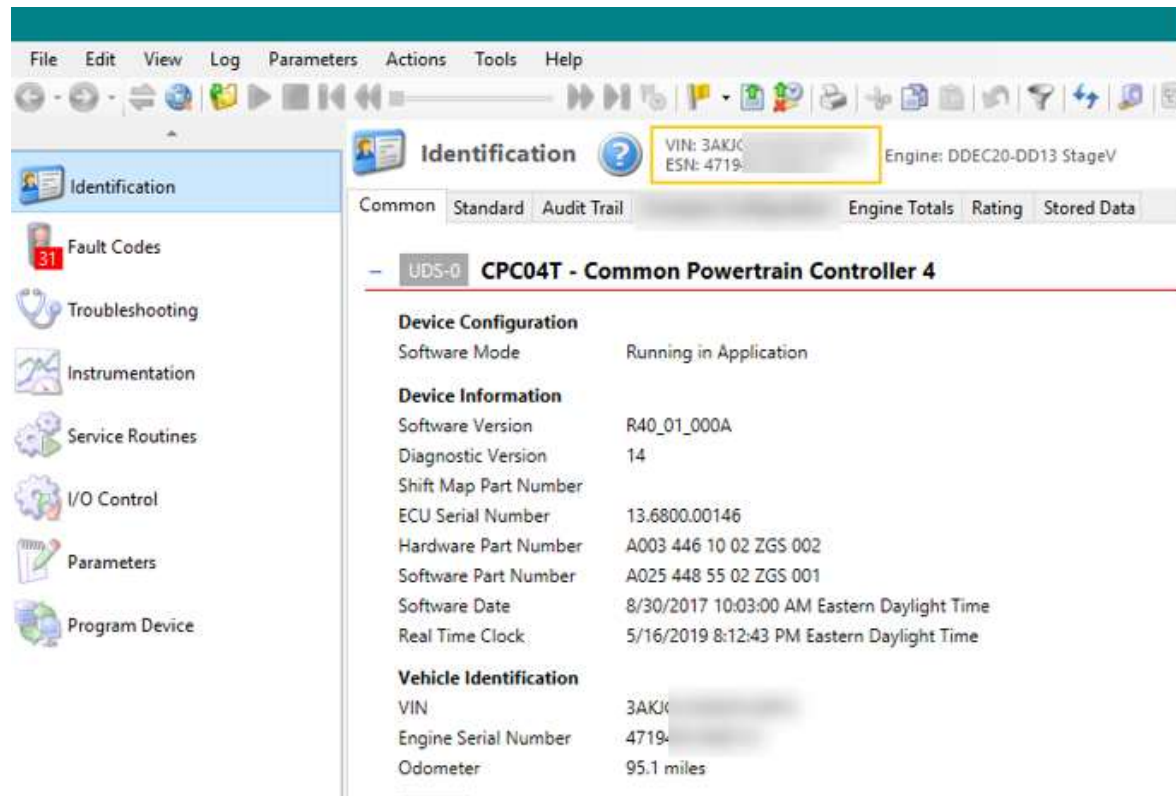 File Edit View Log Parameters Actions Tools Help
Identification
VIN: 3AKJ
ESN: 4719
Engine: DDEC20-DD13 StageV
Identification
Fault Codes
31
Troubleshooting
Instrumentation
Service Routines
I/O Control
Parameters
Program Device
Common Standard Audit Trail Engine Totals Rating Stored Data
UDS-0 CPC04T - Common Powertrain Controller 4
Device Configuration
Software Mode Running in Application
Device Information
Software Version R40_01_000A
Diagnostic Version 14
Shift Map Part Number
ECU Serial Number 13.6800.00146
Hardware Part Number A003 446 10 02 ZGS 002
Software Part Number A025 448 55 02 ZGS 001
Software Date 8/30/2017 10:03:00 AM Eastern Daylight Time
Real Time Clock 5/16/2019 8:12:43 PM Eastern Daylight Time
Vehicle Identification
VIN 3AKJ
Engine Serial Number 4719
Odometer 95.1 miles